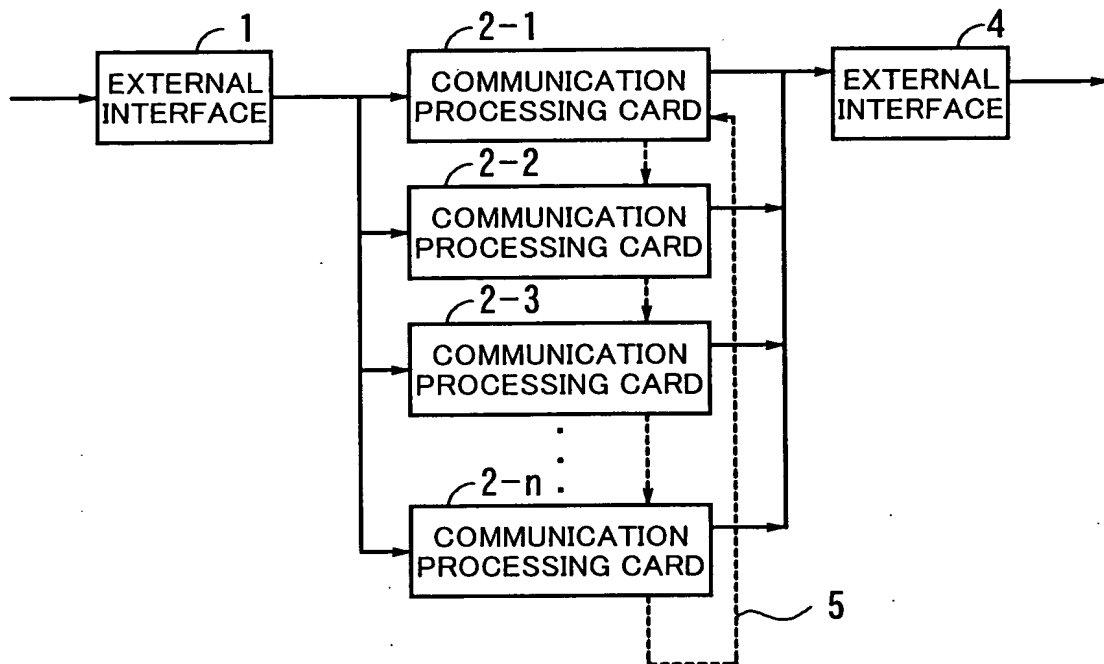 1
EXTERNAL
INTERFACE
2-1
COMMUNICATION
PROCESSING CARD
4
EXTERNAL
INTERFACE
2-2
COMMUNICATION
PROCESSING CARD
2-3
COMMUNICATION
PROCESSING CARD
2-n
COMMUNICATION
PROCESSING CARD
5